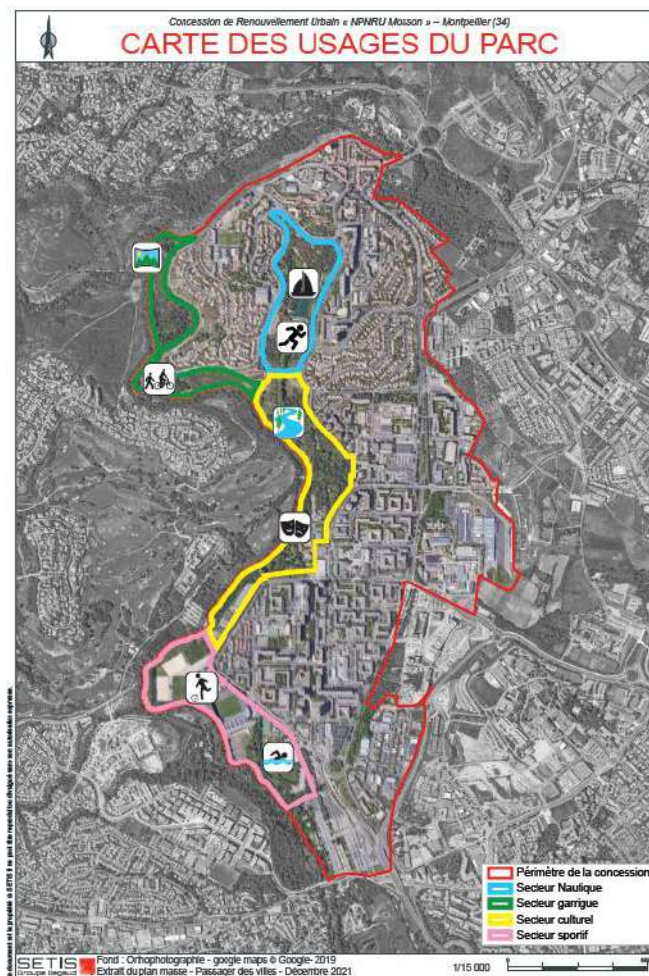 Concession de Renouvellement Urbain « NPNRU Mosson » – Montpellier (34)
CARTE DES USAGES DU PARC
Périmètre de la concession
Secteur Nautique
Secteur garrigue
Secteur culturel
Secteur sportif
SETIS
Groupe Degaud
Fond : Orthophotographie - google maps © Google- 2019
Extrait du plan masse - Passager des villes - Décembre 2021
1/15 000